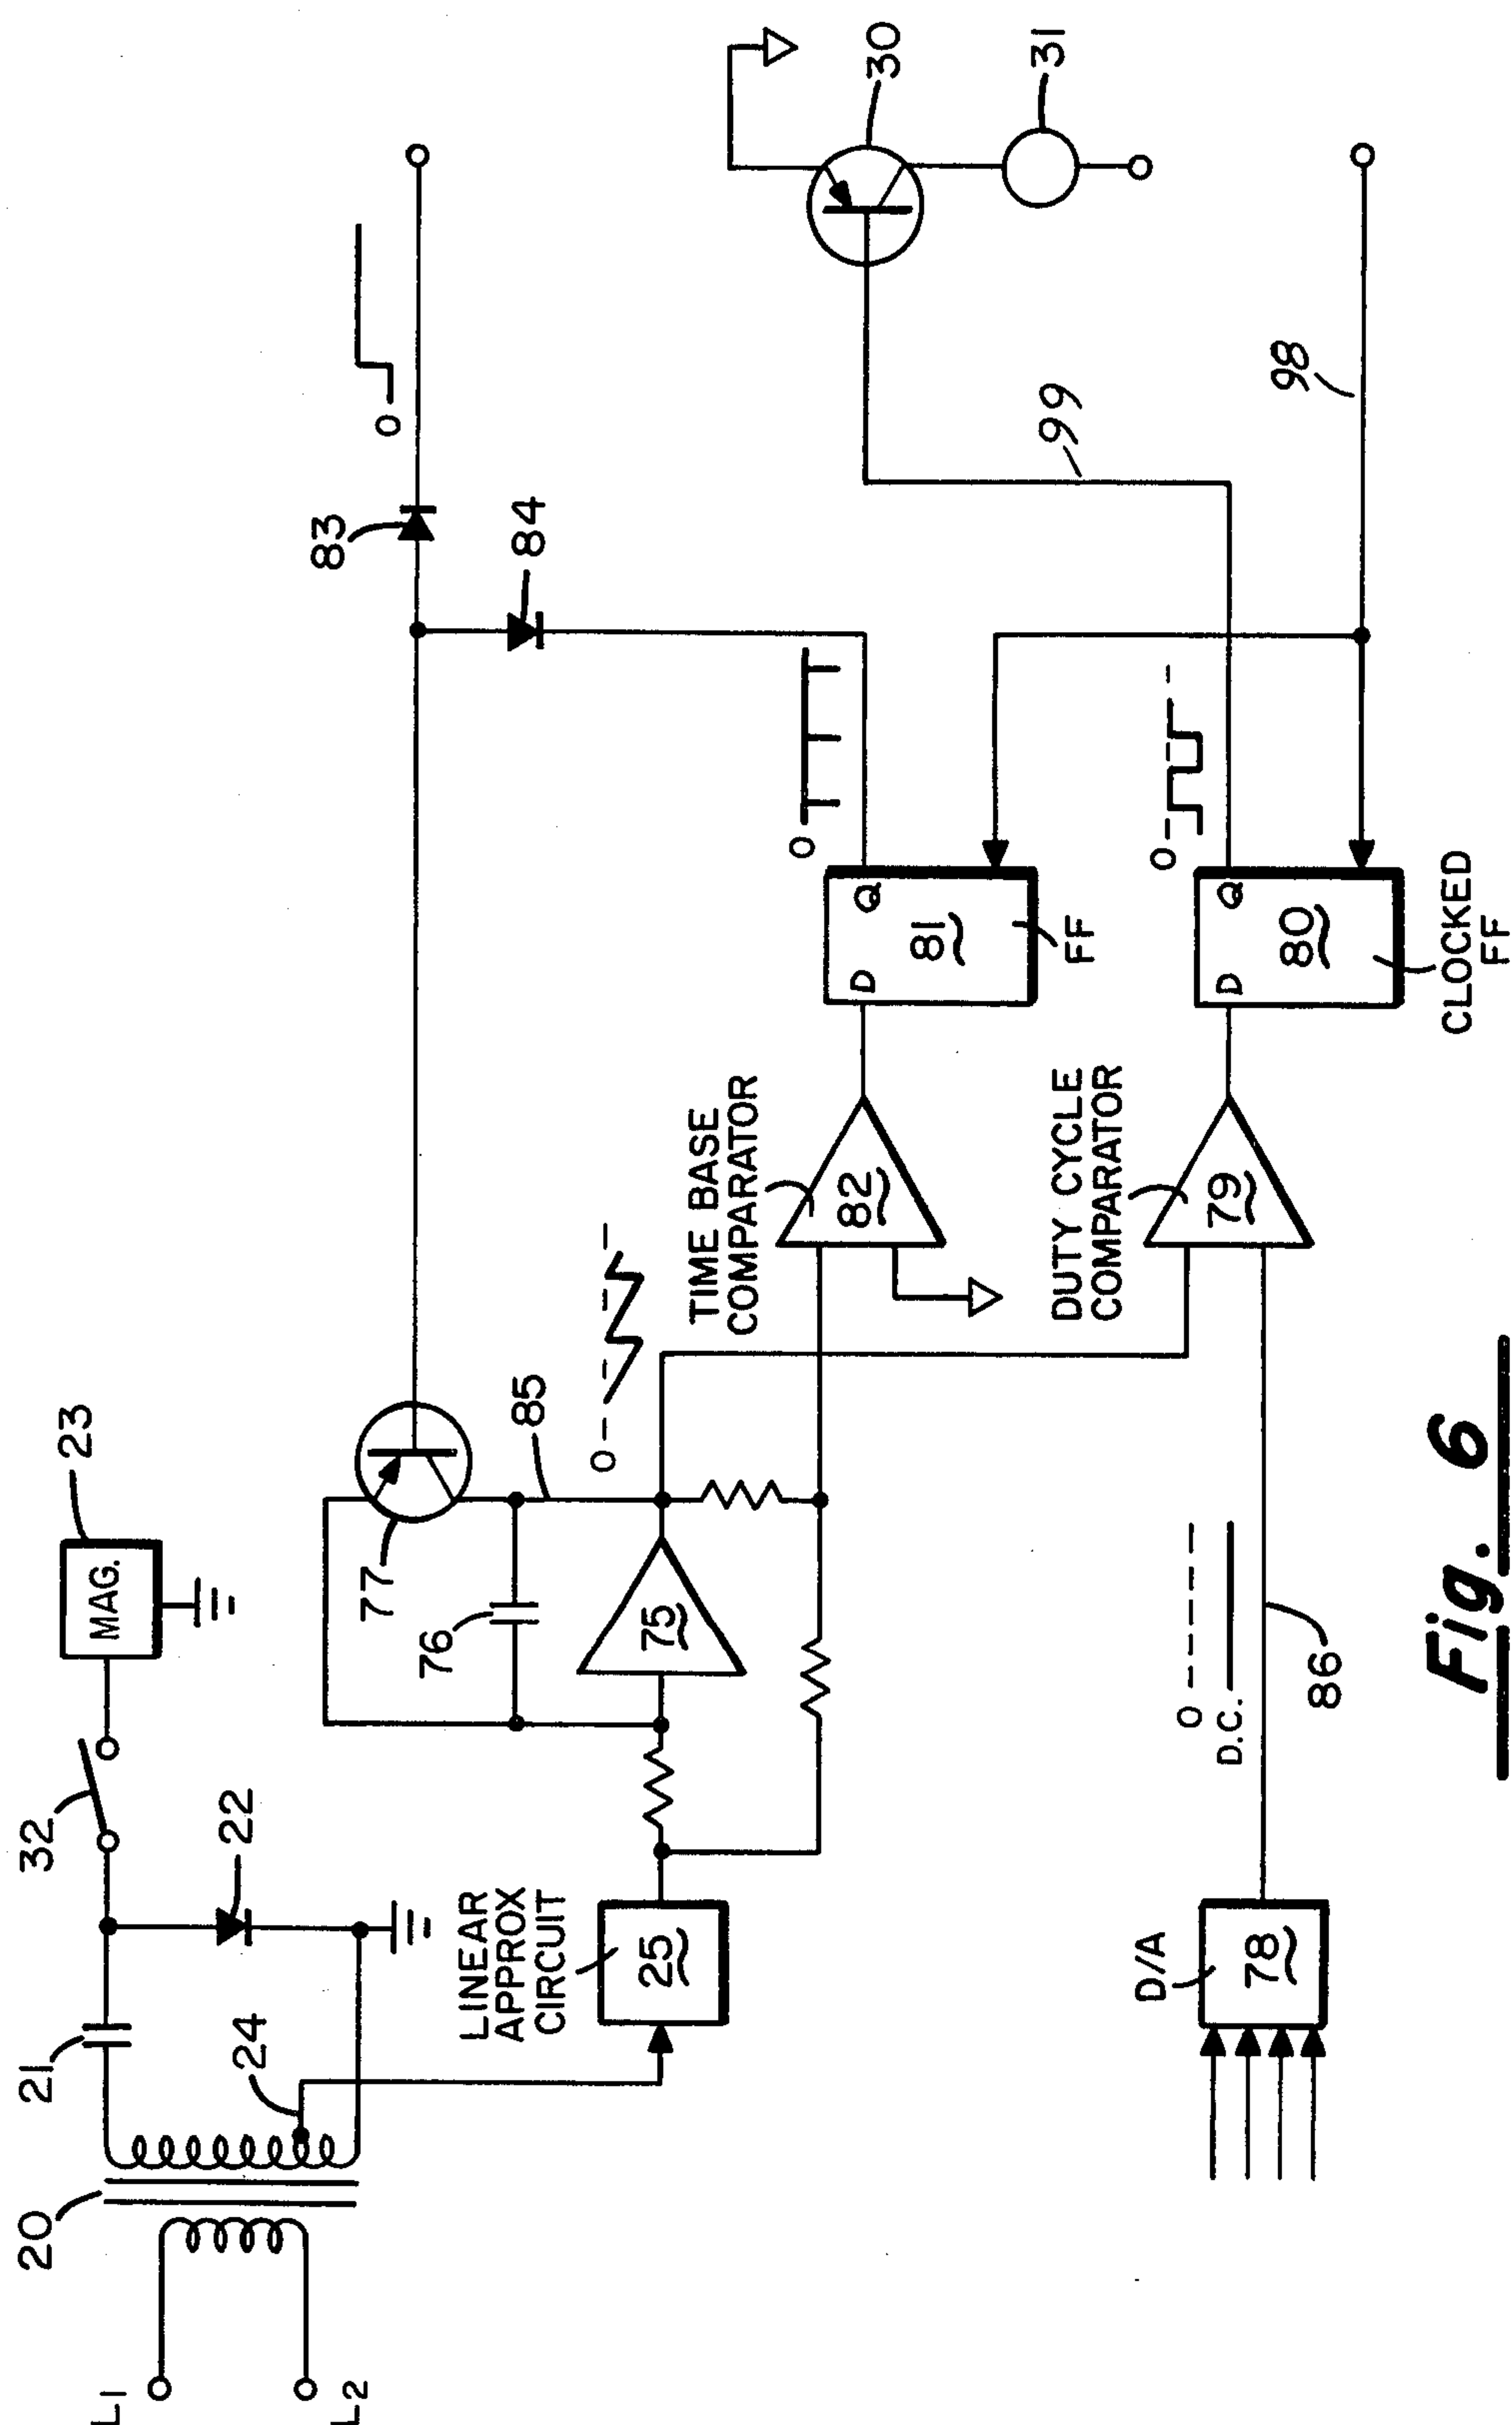 L1
L2
20
21
24
32
22
23
MAG.
LINEAR
APPROX
CIRCUIT
25
77
76
75
85
0
83
84
0
TIME BASE
COMPARATOR
82
D
Q
81
FF
0
30
31
99
98
DUTY CYCLE
COMPARATOR
79
D
Q
80
CLOCKED
FF
0
D/A
78
0
D.C.
86
Fig. 6